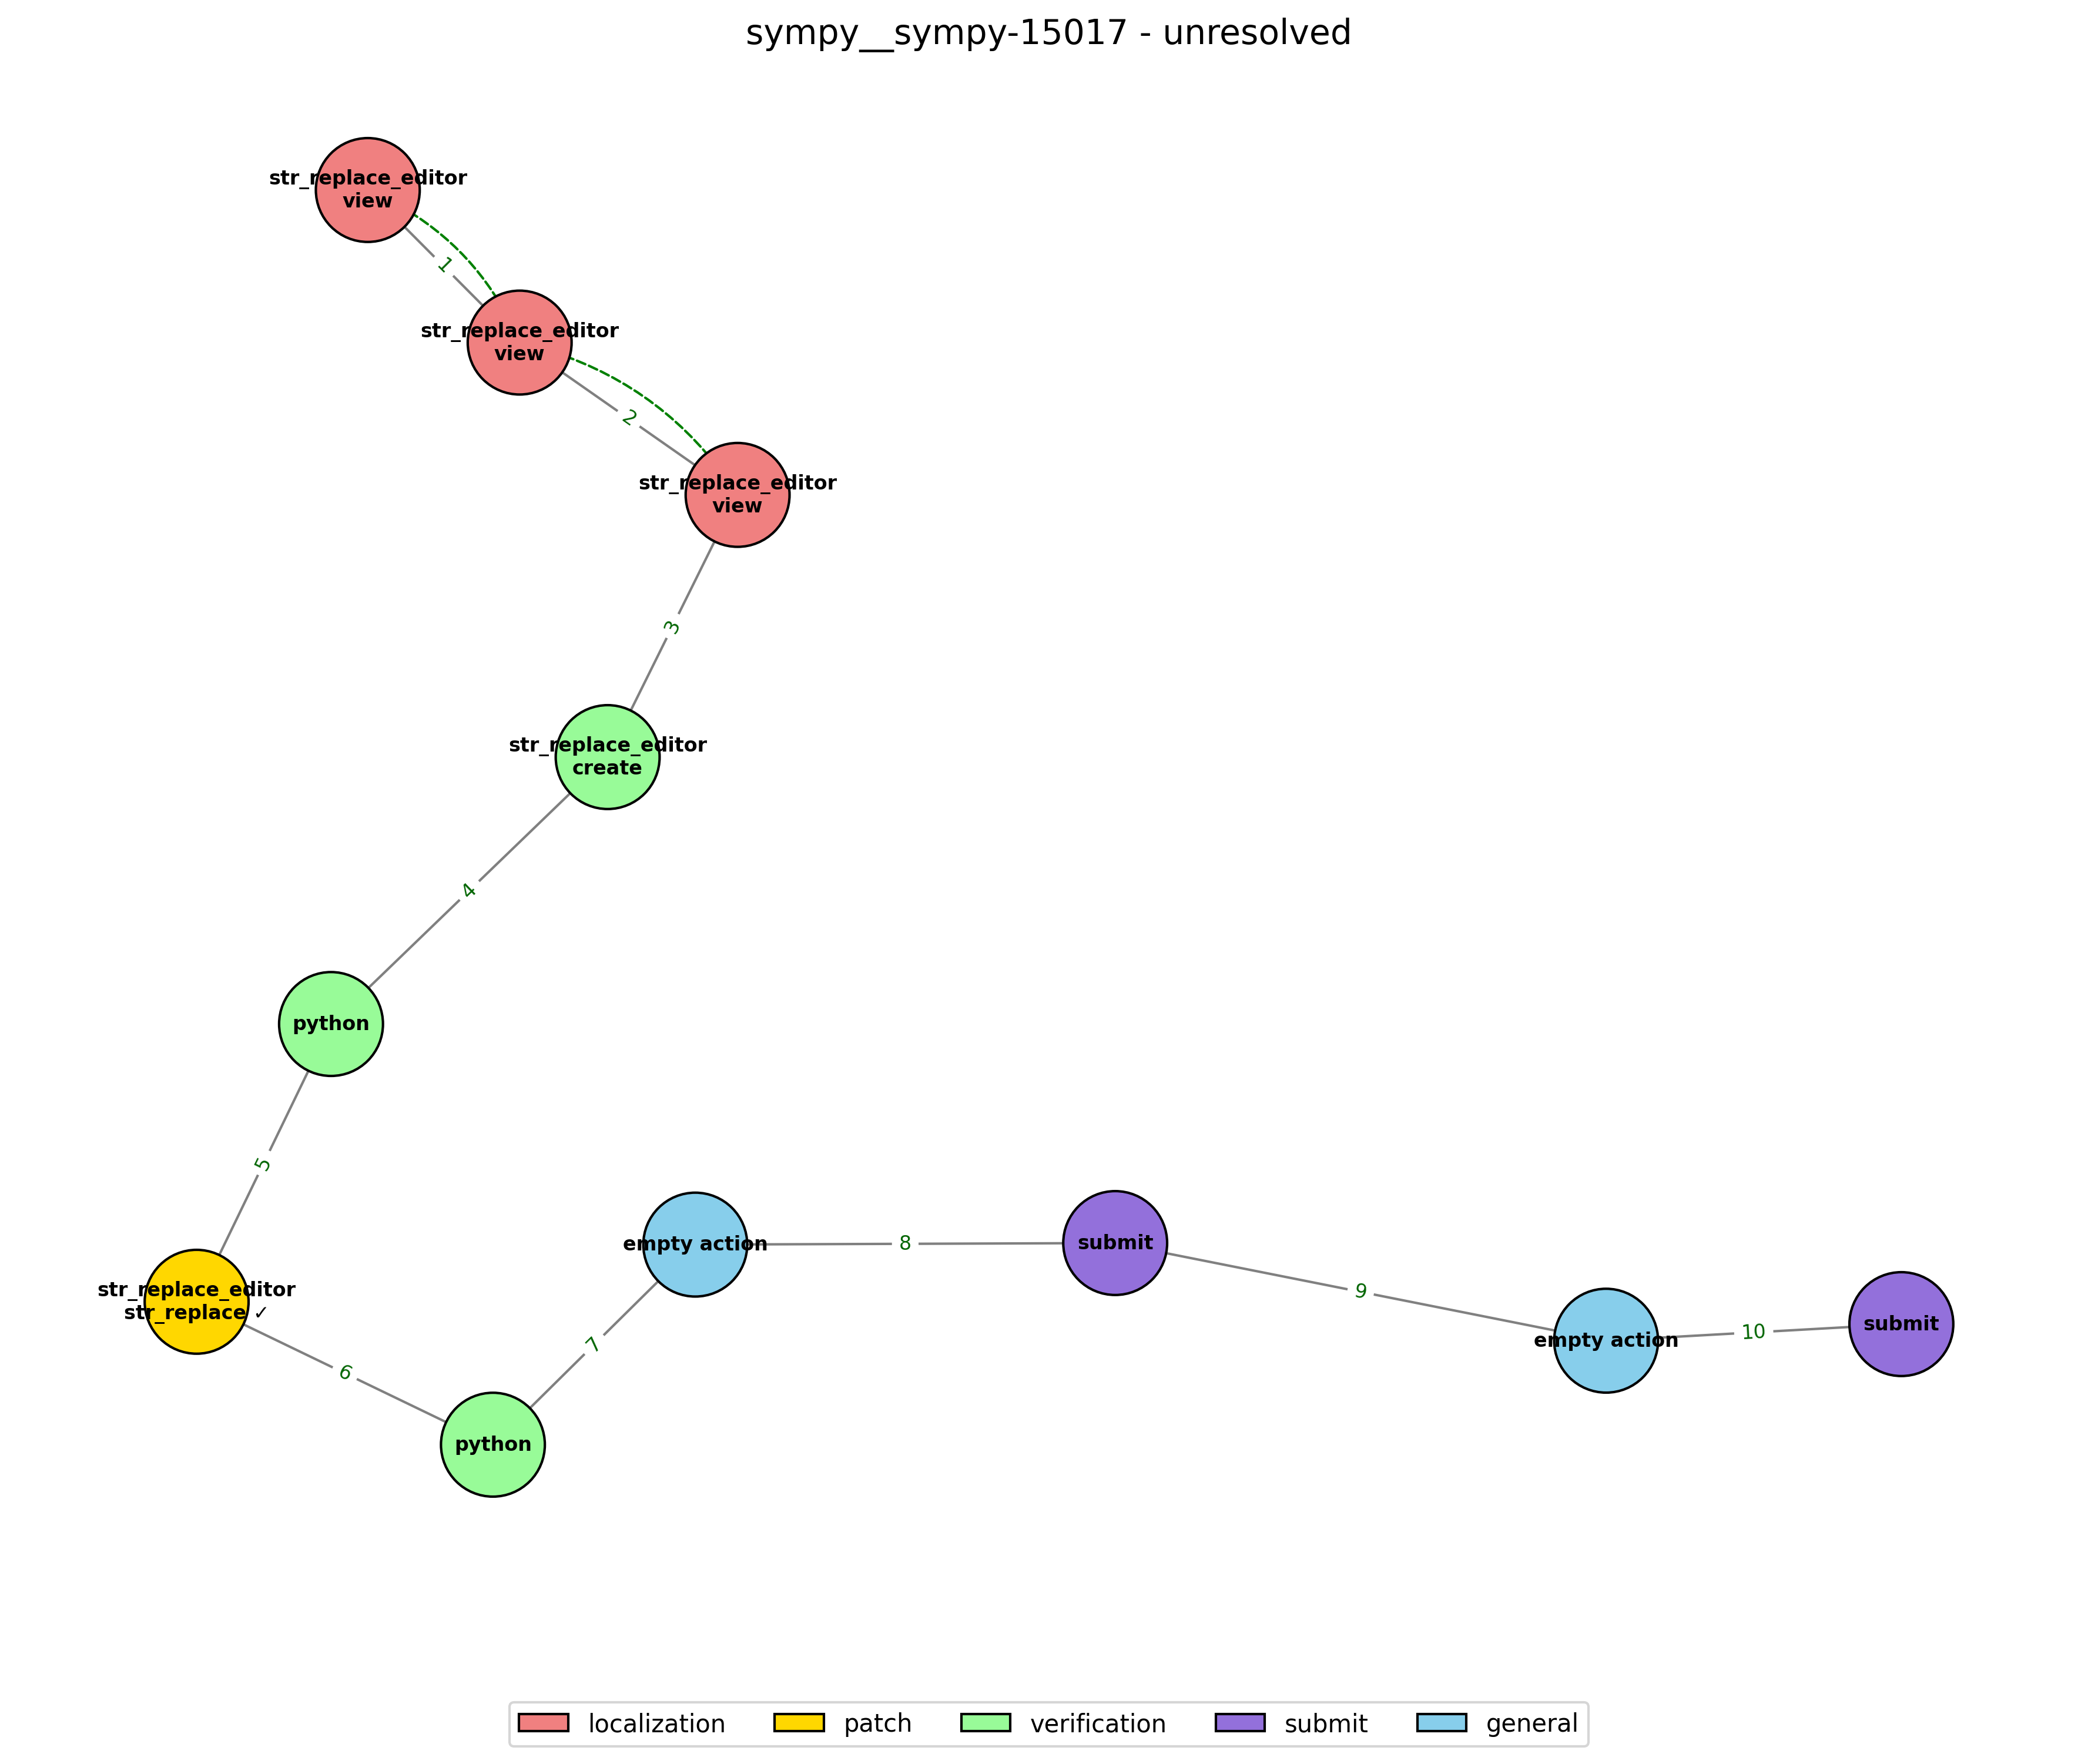 sympy__sympy-15017 - unresolved
str_replace_editor
view
1
str_replace_editor
view
2
str_replace_editor
view
3
str_replace_editor
create
4
python
5
str_replace_editor
str_replace ✓
6
python
7
empty action
8
submit
9
empty action
10
submit
localization
patch
verification
submit
general